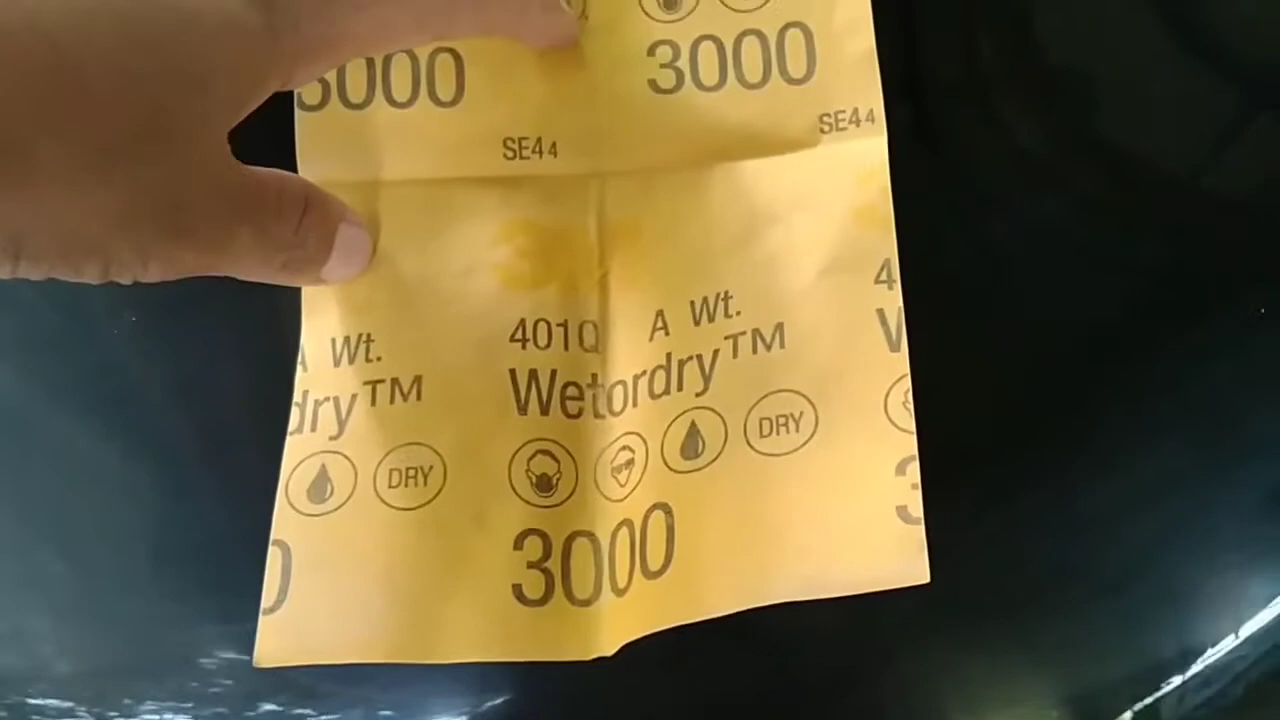 3000
3000
SE44
SE44
401Q A Wt.
A Wt.
Wetordry™
dry™
DRY
DRY
3000